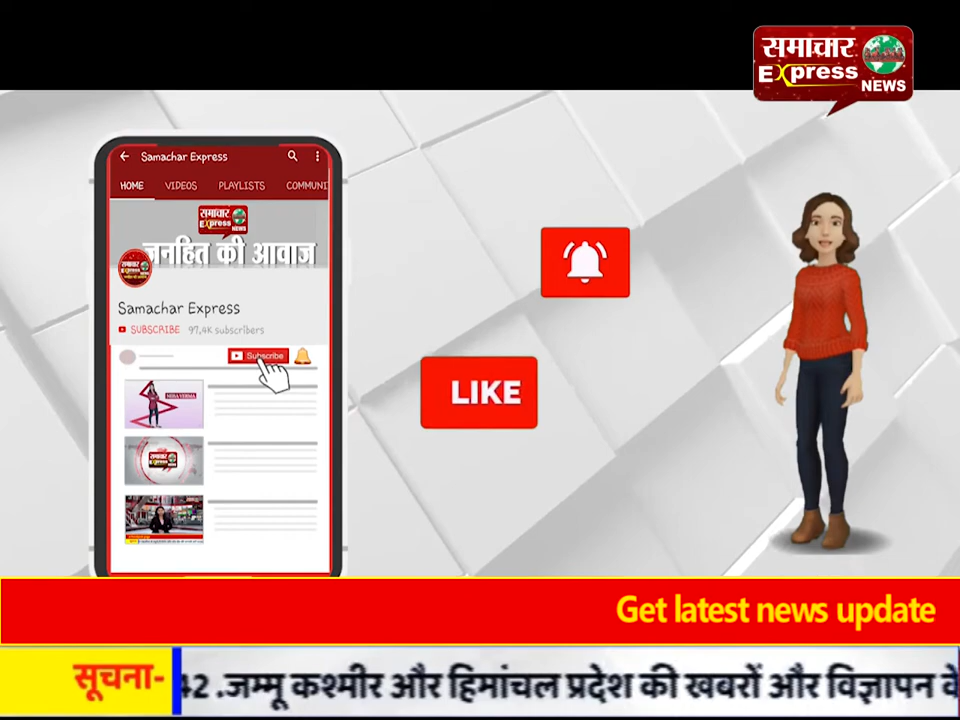 समाचार
Express
NEWS
Samachar Express
HOME VIDEOS PLAYLISTS COMMUNI
समाचार
Express
NEWS
जनहित की आवाज
Samachar Express
SUBSCRIBE 97,4K subscribers
Subscribe
LIKE
Get latest news update
सूचना-
42 .जम्मू कश्मीर और हिमांचल प्रदेश की खबरों और विज्ञापन के